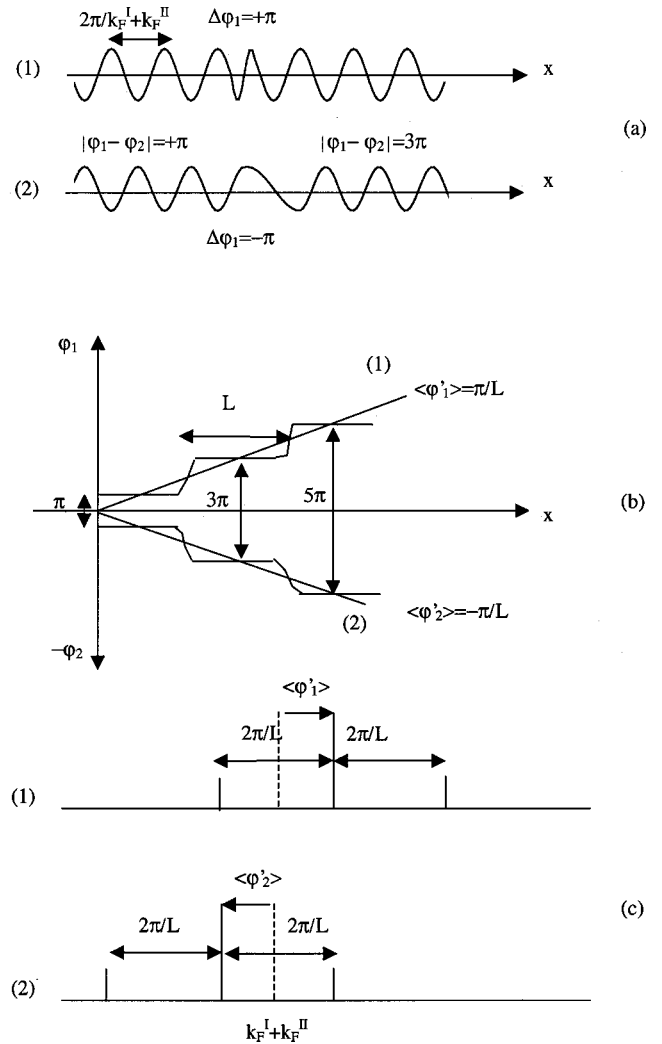 2π/k_F^I+k_F^II
Δφ₁=+π
(1)
x
(a)
|φ₁− φ₂|=+π
|φ₁− φ₂|=3π
(2)
x
Δφ₁=−π
φ₁
(1)
<φ'₁>=π/L
L
π
3π
5π
x
(b)
(2)
<φ'₂>=−π/L
−φ₂
<φ'₁>
2π/L
2π/L
(1)
<φ'₂>
(c)
2π/L
2π/L
(2)
k_F^I+k_F^II